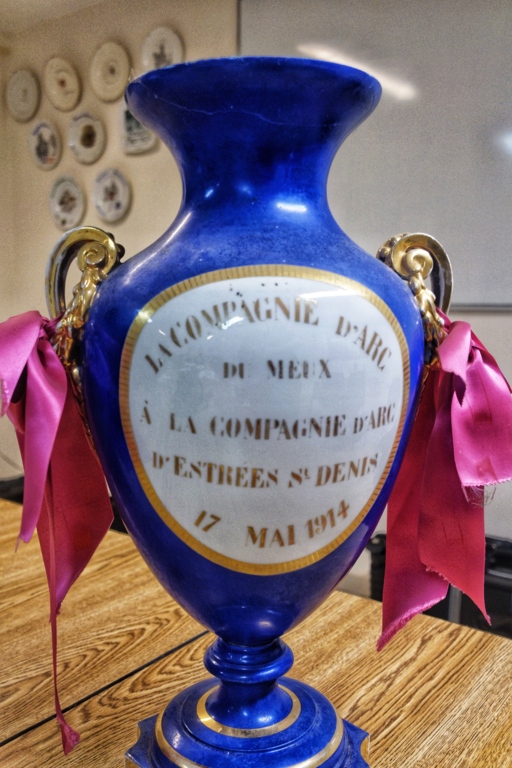 LA COMPAGNIE D'ARC
DU MEUX
À LA COMPAGNIE D'ARC
D'ESTRÉES St. DENIS
17 MAI 1914